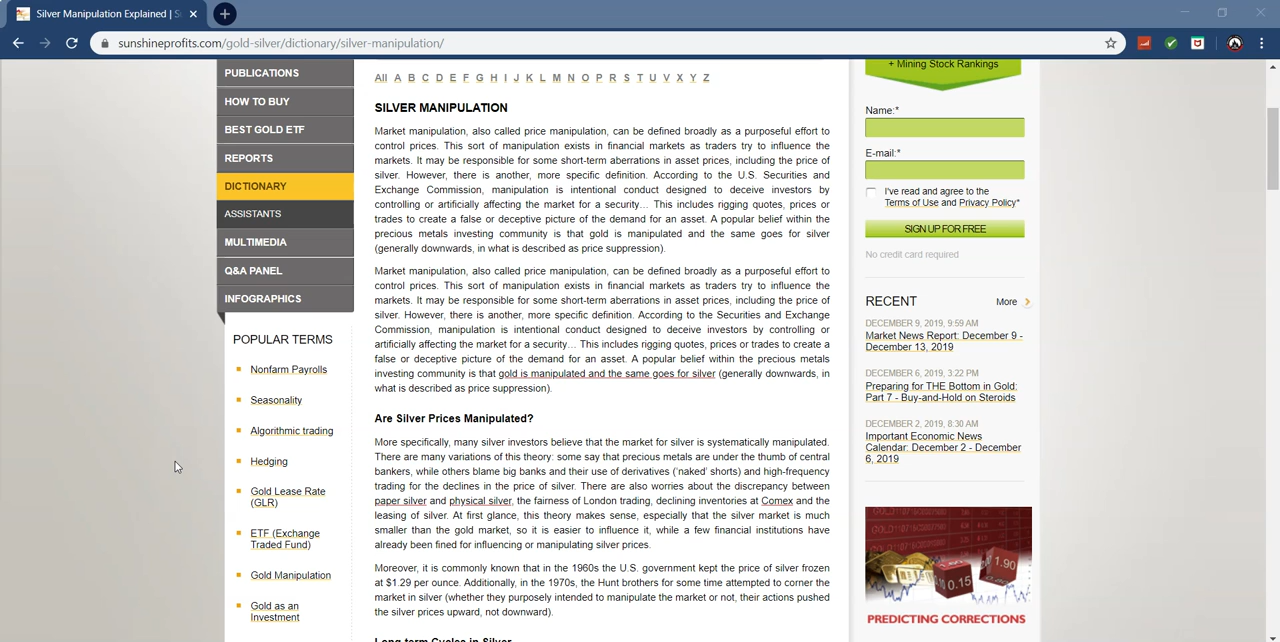 Silver Manipulation Explained | S
sunshineprofits.com/gold-silver/dictionary/silver-manipulation/
PUBLICATIONS
HOW TO BUY
BEST GOLD ETF
REPORTS
DICTIONARY
ASSISTANTS
MULTIMEDIA
Q&A PANEL
INFOGRAPHICS
POPULAR TERMS
Nonfarm Payrolls
Seasonality
Algorithmic trading
Hedging
Gold Lease Rate
(GLR)
ETF (Exchange
Traded Fund)
Gold Manipulation
Gold as an
Investment
All A B C D E F G H I J K L M N O P R S T U V X Y Z
SILVER MANIPULATION
Market manipulation, also called price manipulation, can be defined broadly as a purposeful effort to
control prices. This sort of manipulation exists in financial markets as traders try to influence the
markets. It may be responsible for some short-term aberrations in asset prices, including the price of
silver. However, there is another, more specific definition. According to the U.S. Securities and
Exchange Commission, manipulation is intentional conduct designed to deceive investors by
controlling or artificially affecting the market for a security... This includes rigging quotes, prices or
trades to create a false or deceptive picture of the demand for an asset. A popular belief within the
precious metals investing community is that gold is manipulated and the same goes for silver
(generally downwards, in what is described as price suppression).
Market manipulation, also called price manipulation, can be defined broadly as a purposeful effort to
control prices. This sort of manipulation exists in financial markets as traders try to influence the
markets. It may be responsible for some short-term aberrations in asset prices, including the price of
silver. However, there is another, more specific definition. According to the Securities and Exchange
Commission, manipulation is intentional conduct designed to deceive investors by controlling or
artificially affecting the market for a security... This includes rigging quotes, prices or trades to create a
false or deceptive picture of the demand for an asset. A popular belief within the precious metals
investing community is that gold is manipulated and the same goes for silver (generally downwards, in
what is described as price suppression).
Are Silver Prices Manipulated?
More specifically, many silver investors believe that the market for silver is systematically manipulated.
There are many variations of this theory: some say that precious metals are under the thumb of central
bankers, while others blame big banks and their use of derivatives ('naked' shorts) and high-frequency
trading for the declines in the price of silver. There are also worries about the discrepancy between
paper silver and physical silver, the fairness of London trading, declining inventories at Comex and the
leasing of silver. At first glance, this theory makes sense, especially that the silver market is much
smaller than the gold market, so it is easier to influence it, while a few financial institutions have
already been fined for influencing or manipulating silver prices.
Moreover, it is commonly known that in the 1960s the U.S. government kept the price of silver frozen
at $1.29 per ounce. Additionally, in the 1970s, the Hunt brothers for some time attempted to corner the
market in silver (whether they purposely intended to manipulate the market or not, their actions pushed
the silver prices upward, not downward).
Long-term Cycles in Silver
+ Mining Stock Rankings
Name:*
E-mail:*
I've read and agree to the
Terms of Use and Privacy Policy*
SIGN UP FOR FREE
No credit card required
RECENT
More
DECEMBER 9, 2019, 9:59 AM
Market News Report: December 9 -
December 13, 2019
DECEMBER 6, 2019, 3:22 PM
Preparing for THE Bottom in Gold:
Part 7 - Buy-and-Hold on Steroids
DECEMBER 2, 2019, 8:30 AM
Important Economic News
Calendar: December 2 - December
6, 2019
0.15
1.90
PREDICTING CORRECTIONS